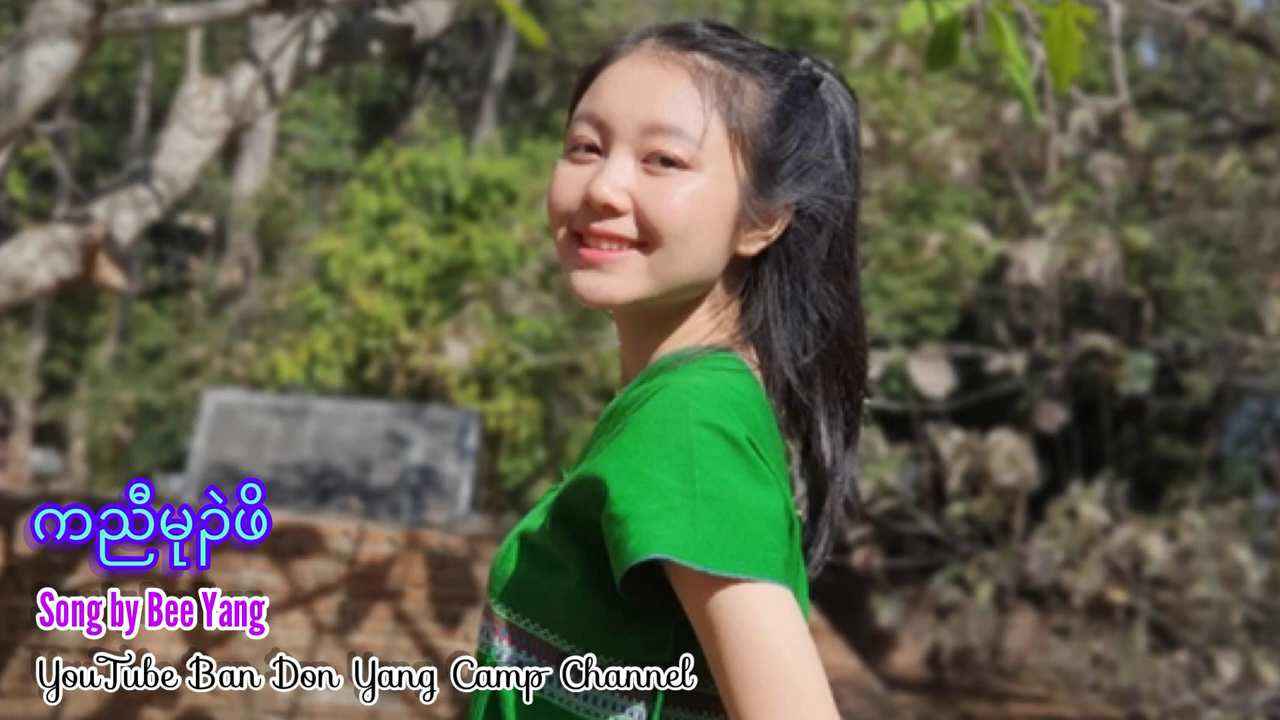 ကညီမုၣ်ဖိ
Song by Bee Yang
YouTube Ban Don Yang Camp Channel